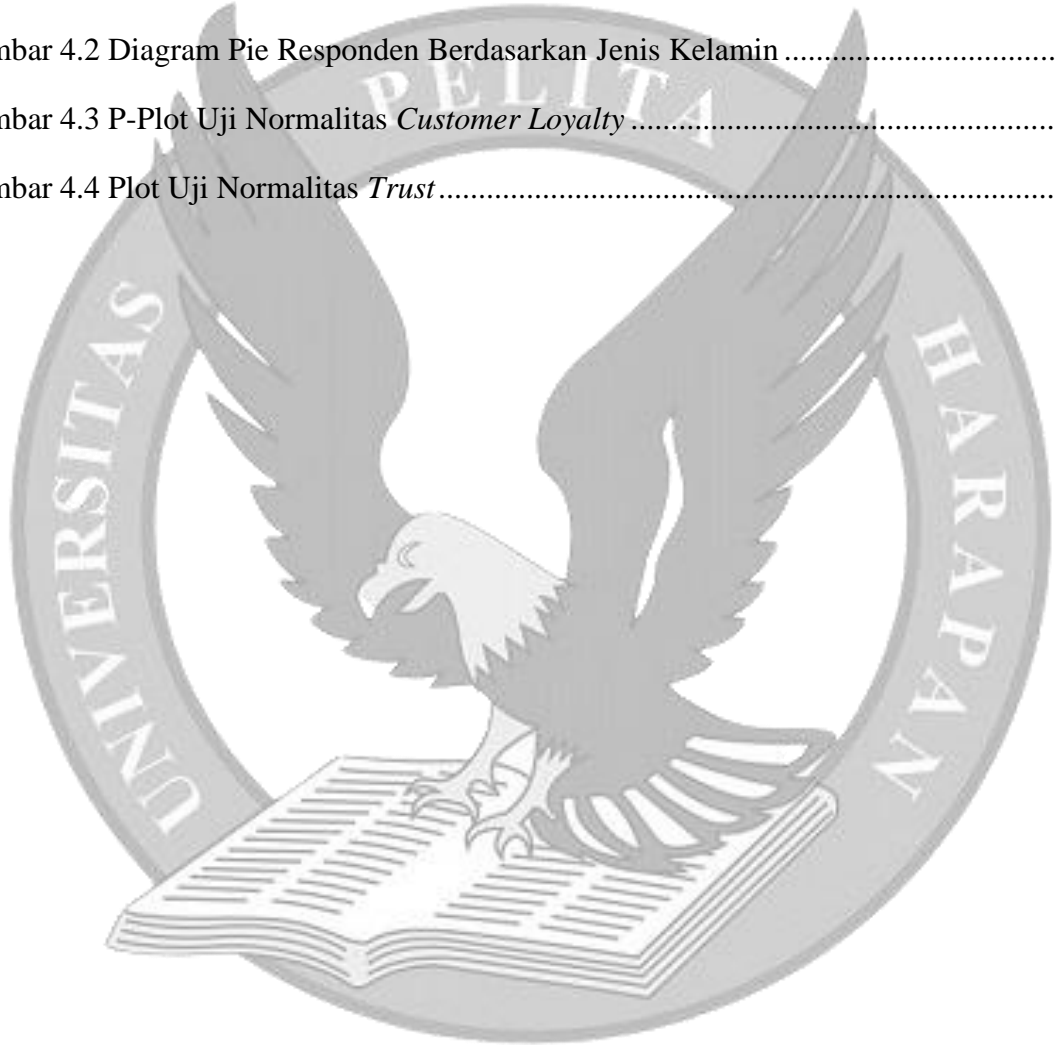 mbar 4.2 Diagram Pie Responden Berdasarkan Jenis Kelamin ..................................
mbar 4.3 P-Plot Uji Normalitas Customer Loyalty .....................................................
mbar 4.4 Plot Uji Normalitas Trust .............................................................................
UNIVERSITAS PELITA HARAPAN